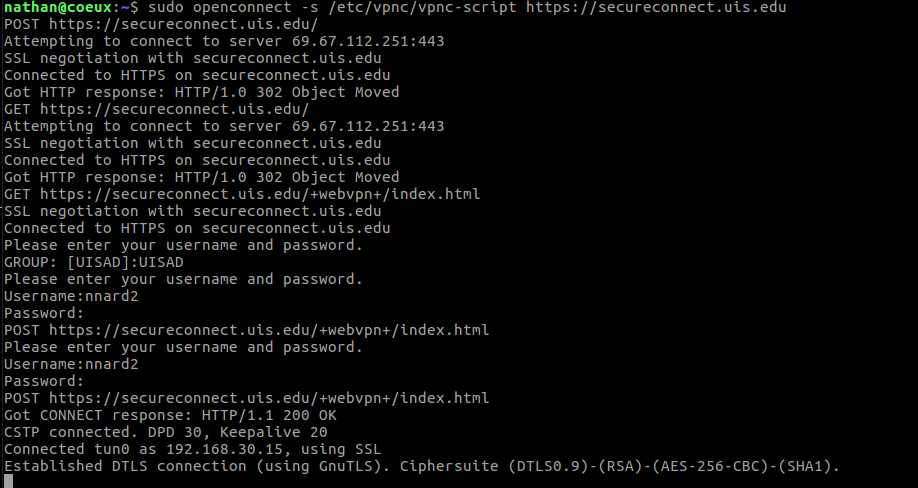 nathan@coeux:~$ sudo openconnect -s /etc/vpnc/vpnc-script https://secureconnect.uis.edu
POST https://secureconnect.uis.edu/
Attempting to connect to server 69.67.112.251:443
SSL negotiation with secureconnect.uis.edu
Connected to HTTPS on secureconnect.uis.edu
Got HTTP response: HTTP/1.0 302 Object Moved
GET https://secureconnect.uis.edu/
Attempting to connect to server 69.67.112.251:443
SSL negotiation with secureconnect.uis.edu
Connected to HTTPS on secureconnect.uis.edu
Got HTTP response: HTTP/1.0 302 Object Moved
GET https://secureconnect.uis.edu/+webvpn+/index.html
SSL negotiation with secureconnect.uis.edu
Connected to HTTPS on secureconnect.uis.edu
Please enter your username and password.
GROUP: [UISAD]:UISAD
Please enter your username and password.
Username:nnard2
Password:
POST https://secureconnect.uis.edu/+webvpn+/index.html
Please enter your username and password.
Username:nnard2
Password:
POST https://secureconnect.uis.edu/+webvpn+/index.html
Got CONNECT response: HTTP/1.1 200 OK
CSTP connected. DPD 30, Keepalive 20
Connected tun0 as 192.168.30.15, using SSL
Established DTLS connection (using GnuTLS). Ciphersuite (DTLS0.9)-(RSA)-(AES-256-CBC)-(SHA1).